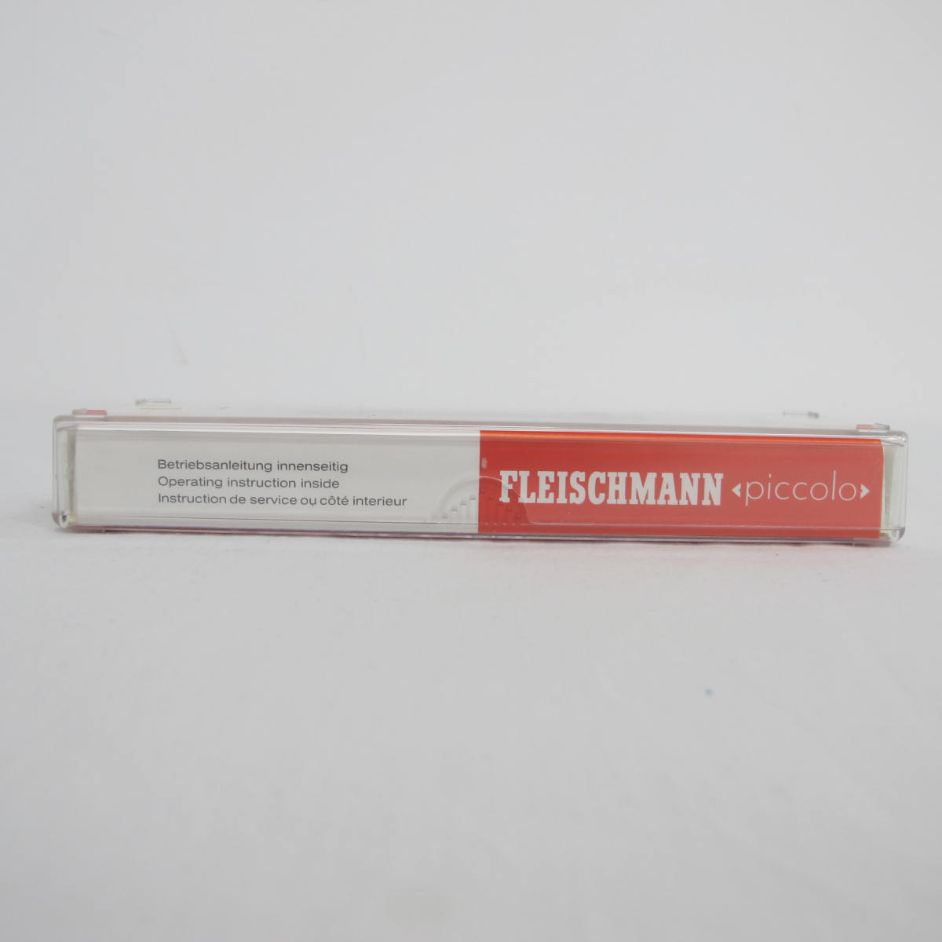 Betriebsanleitung innenseitig
Operating instruction inside
Instruction de service ou côté interieur
FLEISCHMANN ‹piccolo›